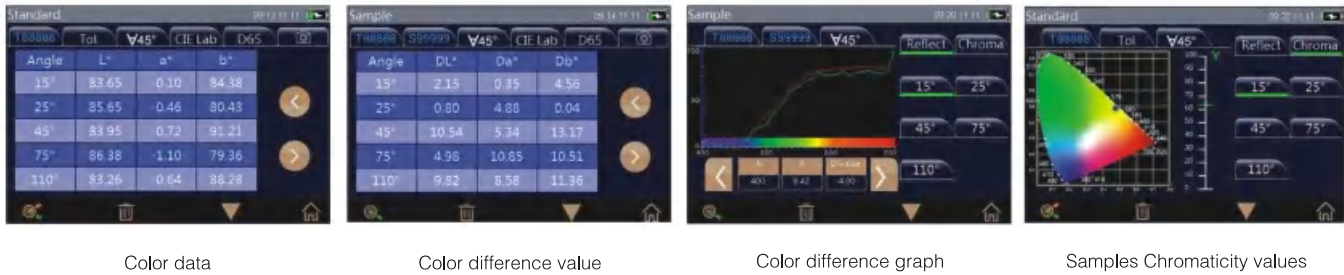 Standard
T88888 Tol ∀45° CIE Lab D65
Angle L* a* b*
15° 83.65 0.10 84.38
25° 85.65 -0.46 80.43
45° 83.95 0.72 91.21
75° 86.38 -1.10 79.36
110° 83.26 -0.64 88.28
Color data
Sample
T88888 S99999 ∀45° CIE Lab D65
Angle DL* Da* Db*
15° 2.15 0.35 4.56
25° 0.80 4.88 0.04
45° 10.54 5.34 13.17
75° 4.98 10.85 10.51
110° 9.82 8.58 11.36
Color difference value
Sample
T88888 S99999 ∀45° Reflect Chroma
15° 25°
45° 75°
110°
400 9.42 -4.00
Color difference graph
Standard
T88888 Tol ∀45° Reflect Chroma
15° 25°
45° 75°
110°
Samples Chromaticity values